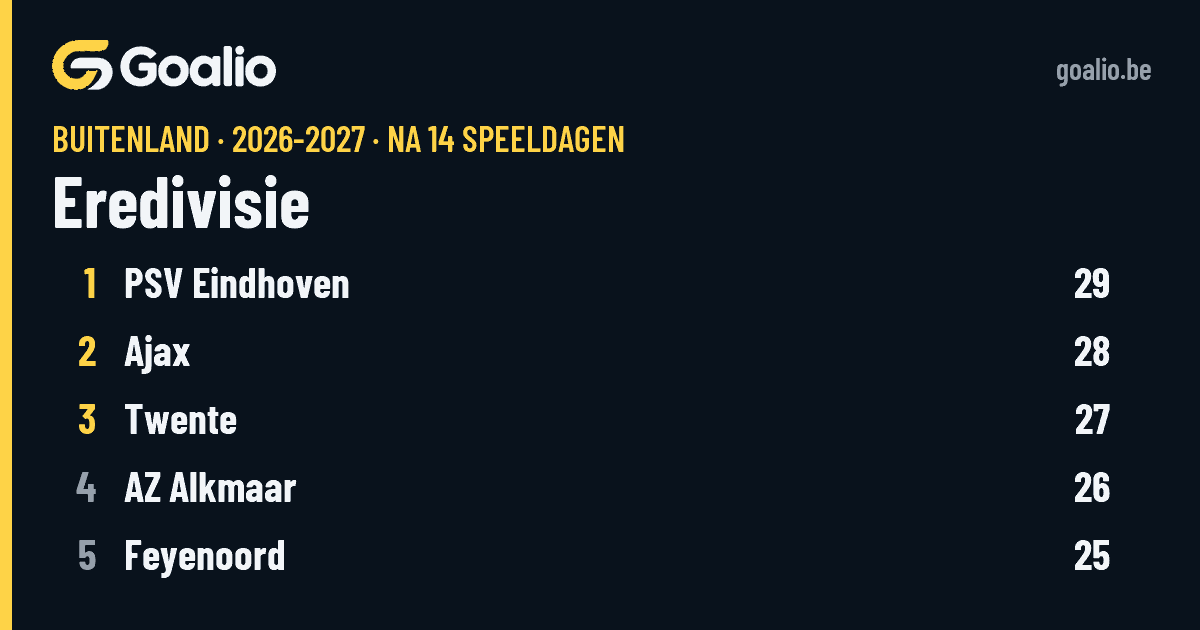 Goalio goalio.be
BUITENLAND · 2026-2027 · NA 14 SPEELDAGEN
Eredivisie
1 PSV Eindhoven 29
2 Ajax 28
3 Twente 27
4 AZ Alkmaar 26
5 Feyenoord 25